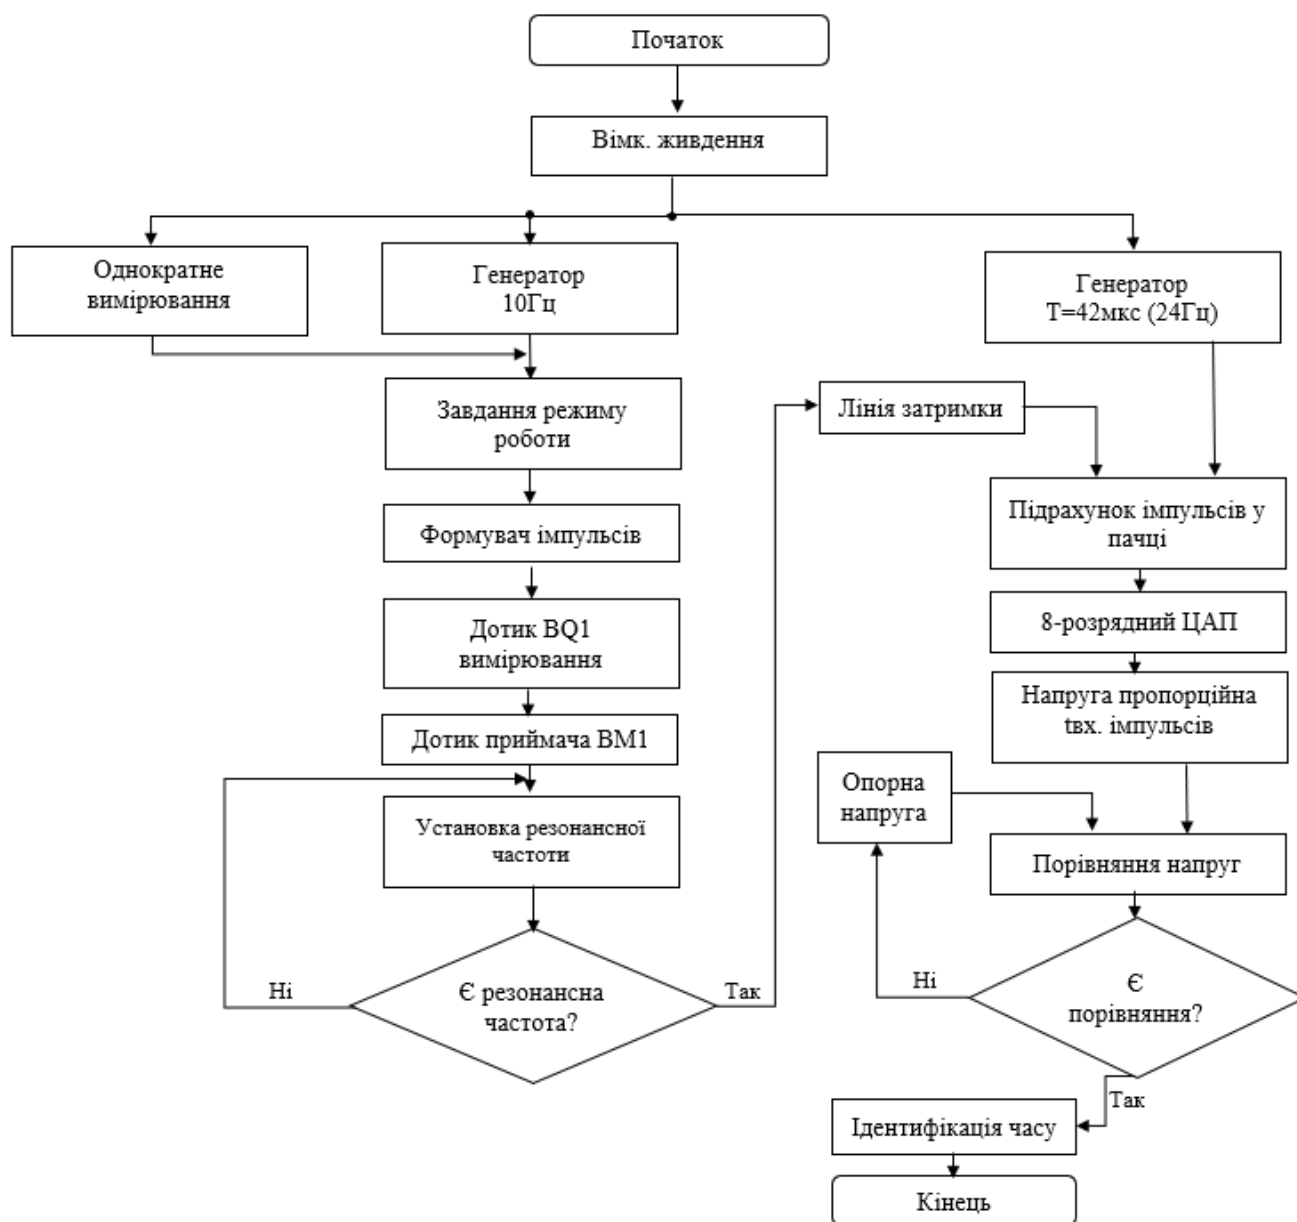 Початок
Вімк. живдення
Однократне
вимірювання
Генератор
10Гц
Генератор
T=42мкс (24Гц)
Завдання режиму
роботи
Лінія затримки
Формувач імпульсів
Підрахунок імпульсів у
пачці
Дотик BQ1
вимірювання
8-розрядний ЦАП
Дотик приймача BM1
Напруга пропорційна
tвх. імпульсів
Установка резонансної
частоти
Опорна
напруга
Порівняння напруг
Ні
Є резонансна
частота?
Так
Ні
Є
порівняння?
Так
Ідентифікація часу
Кінець